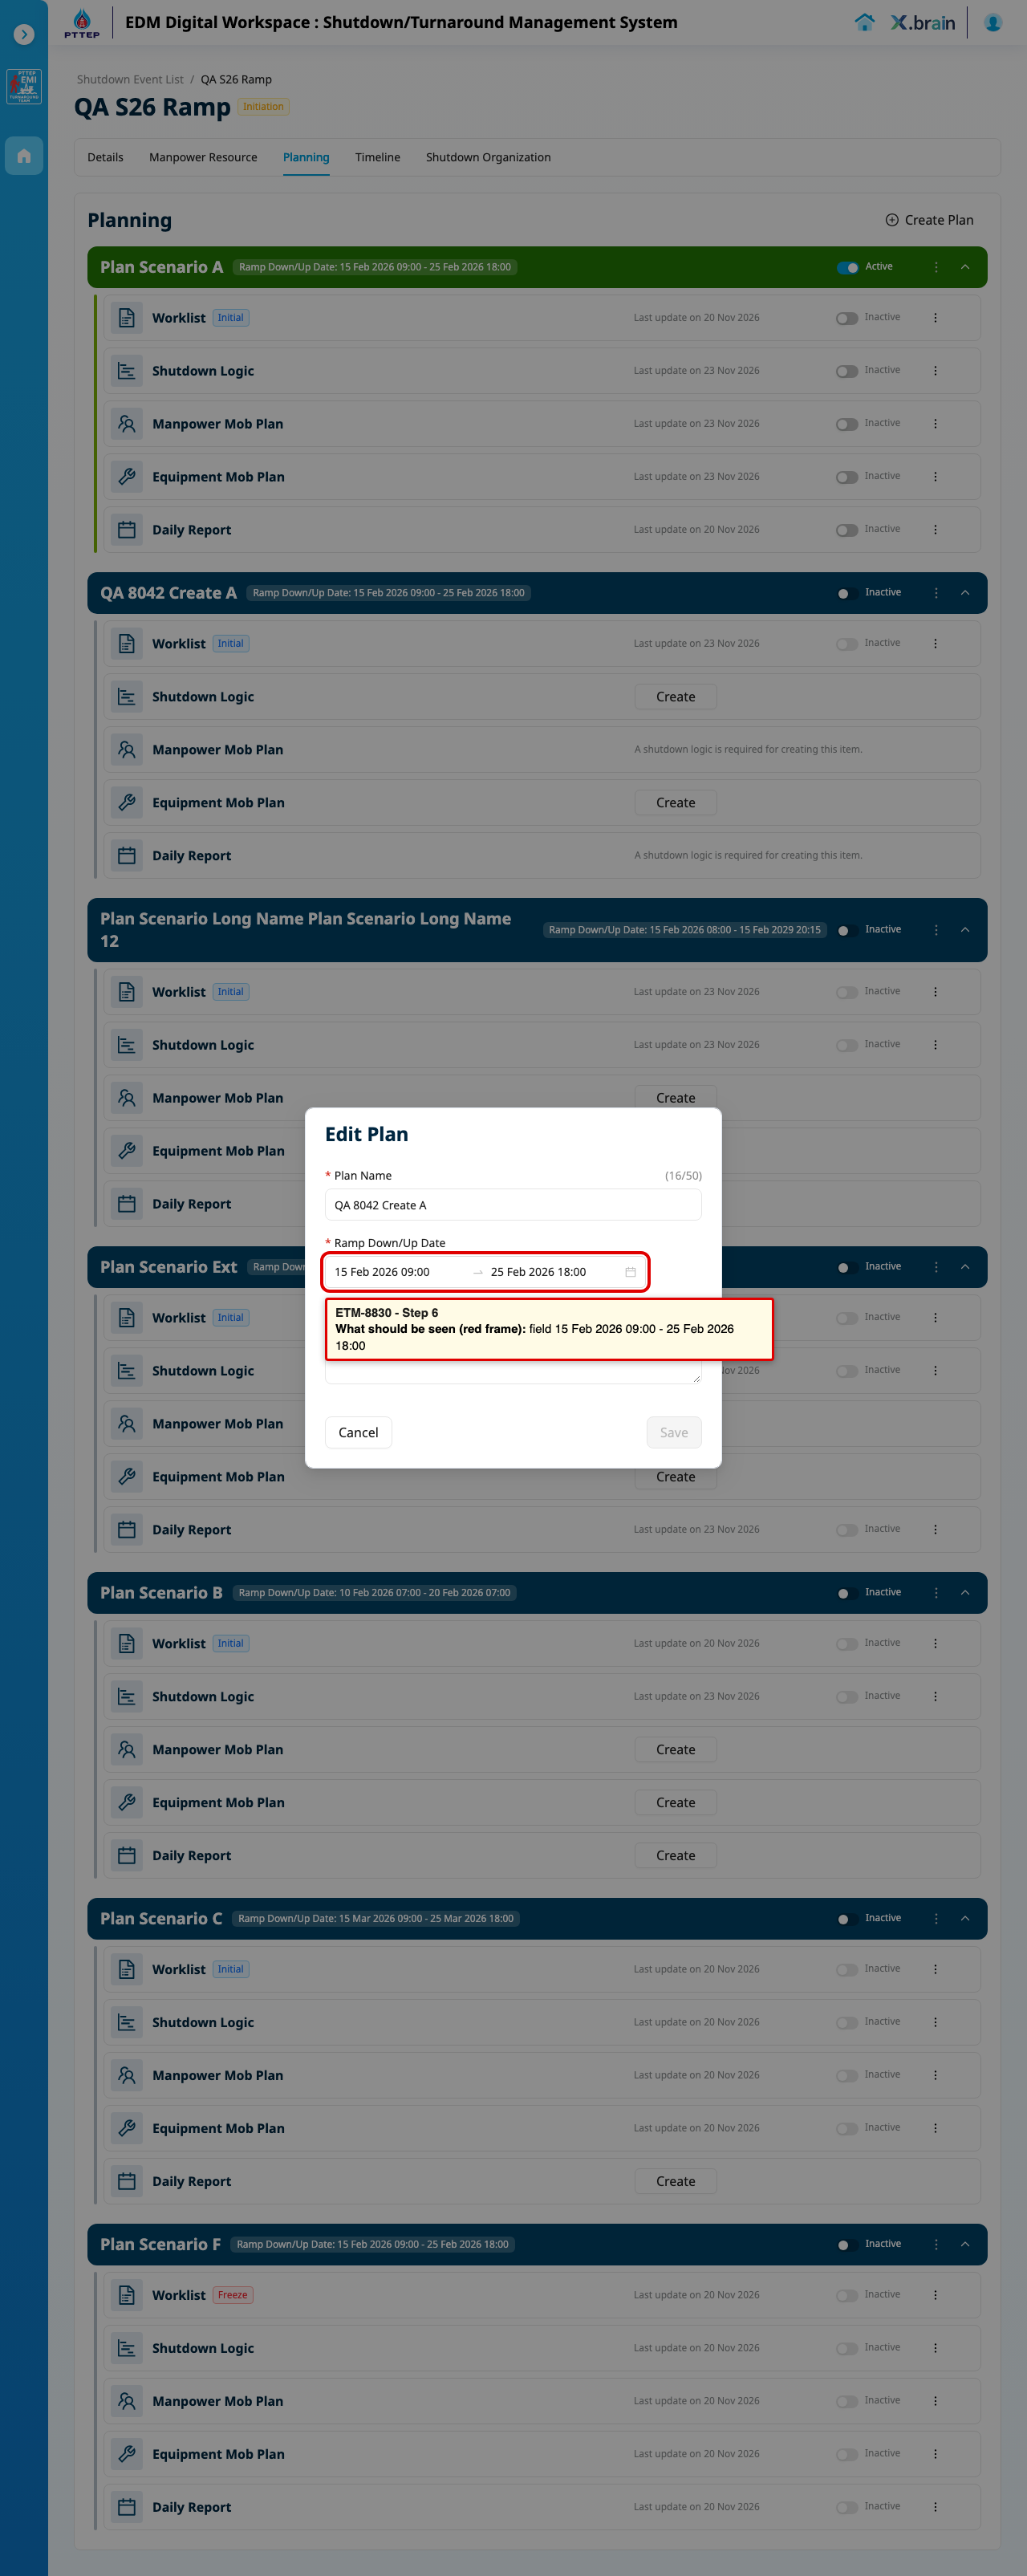 PTTEP
EDM Digital Workspace : Shutdown/Turnaround Management System
X.brain
PTTEP
EMI
TURNAROUND
TEAM
Shutdown Event List / QA S26 Ramp
QA S26 Ramp Initiation
Details Manpower Resource Planning Timeline Shutdown Organization
Planning Create Plan
Plan Scenario A Ramp Down/Up Date: 15 Feb 2026 09:00 - 25 Feb 2026 18:00 Active
Worklist Initial Last update on 20 Nov 2026 Inactive
Shutdown Logic Last update on 23 Nov 2026 Inactive
Manpower Mob Plan Last update on 23 Nov 2026 Inactive
Equipment Mob Plan Last update on 23 Nov 2026 Inactive
Daily Report Last update on 20 Nov 2026 Inactive
QA 8042 Create A Ramp Down/Up Date: 15 Feb 2026 09:00 - 25 Feb 2026 18:00 Inactive
Worklist Initial Last update on 23 Nov 2026 Inactive
Shutdown Logic Create
Manpower Mob Plan A shutdown logic is required for creating this item.
Equipment Mob Plan Create
Daily Report A shutdown logic is required for creating this item.
Plan Scenario Long Name Plan Scenario Long Name
12 Ramp Down/Up Date: 15 Feb 2026 08:00 - 15 Feb 2029 20:15 Inactive
Worklist Initial Last update on 23 Nov 2026 Inactive
Shutdown Logic Last update on 23 Nov 2026 Inactive
Manpower Mob Plan Create
Equipment Mob Plan
Daily Report
Edit Plan
* Plan Name (16/50)
QA 8042 Create A
* Ramp Down/Up Date
15 Feb 2026 09:00 → 25 Feb 2026 18:00
ETM-8830 - Step 6
What should be seen (red frame): field 15 Feb 2026 09:00 - 25 Feb 2026
18:00
Cancel Save
Plan Scenario Ext Ramp Down Inactive
Worklist Initial Inactive
Shutdown Logic Nov 2026 Inactive
Manpower Mob Plan
Equipment Mob Plan Create
Daily Report Last update on 23 Nov 2026 Inactive
Plan Scenario B Ramp Down/Up Date: 10 Feb 2026 07:00 - 20 Feb 2026 07:00 Inactive
Worklist Initial Last update on 20 Nov 2026 Inactive
Shutdown Logic Last update on 23 Nov 2026 Inactive
Manpower Mob Plan Create
Equipment Mob Plan Create
Daily Report Create
Plan Scenario C Ramp Down/Up Date: 15 Mar 2026 09:00 - 25 Mar 2026 18:00 Inactive
Worklist Initial Last update on 20 Nov 2026 Inactive
Shutdown Logic Last update on 20 Nov 2026 Inactive
Manpower Mob Plan Last update on 20 Nov 2026 Inactive
Equipment Mob Plan Last update on 20 Nov 2026 Inactive
Daily Report Create
Plan Scenario F Ramp Down/Up Date: 15 Feb 2026 09:00 - 25 Feb 2026 18:00 Inactive
Worklist Freeze Last update on 20 Nov 2026 Inactive
Shutdown Logic Last update on 20 Nov 2026 Inactive
Manpower Mob Plan Last update on 20 Nov 2026 Inactive
Equipment Mob Plan Last update on 20 Nov 2026 Inactive
Daily Report Last update on 20 Nov 2026 Inactive